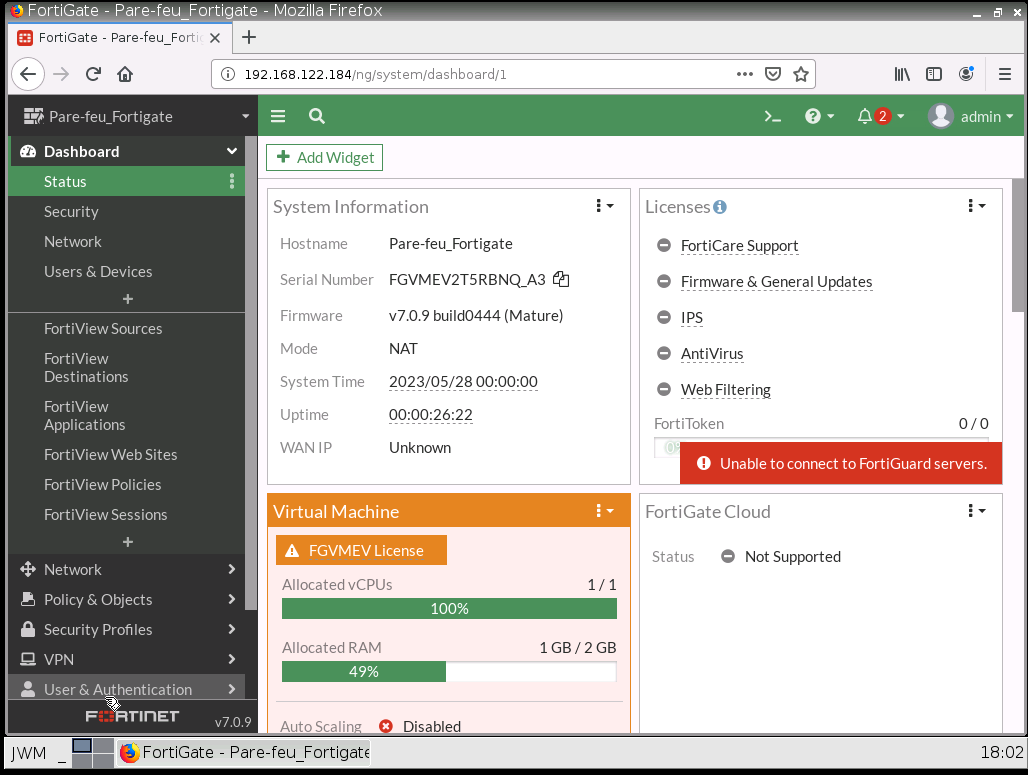 FortiGate - Pare-feu_Fortigate - Mozilla Firefox
FortiGate - Pare-feu_Forti
192.168.122.184/ng/system/dashboard/1
Pare-feu_Fortigate
2
admin
Dashboard
Status
Security
Network
Users & Devices
FortiView Sources
FortiView
Destinations
FortiView
Applications
FortiView Web Sites
FortiView Policies
FortiView Sessions
Network
Policy & Objects
Security Profiles
VPN
User & Authentication
FORTINET
v7.0.9
Add Widget
System Information
Hostname Pare-feu_Fortigate
Serial Number FGVMEV2T5RBNQ_A3
Firmware v7.0.9 build0444 (Mature)
Mode NAT
System Time 2023/05/28 00:00:00
Uptime 00:00:26:22
WAN IP Unknown
Licenses
FortiCare Support
Firmware & General Updates
IPS
AntiVirus
Web Filtering
FortiToken 0 / 0
Unable to connect to FortiGuard servers.
Virtual Machine
FGVMEV License
Allocated vCPUs 1 / 1
100%
Allocated RAM 1 GB / 2 GB
49%
Auto Scaling Disabled
FortiGate Cloud
Status Not Supported
JWM _ FortiGate - Pare-feu_Fortigate 18:02